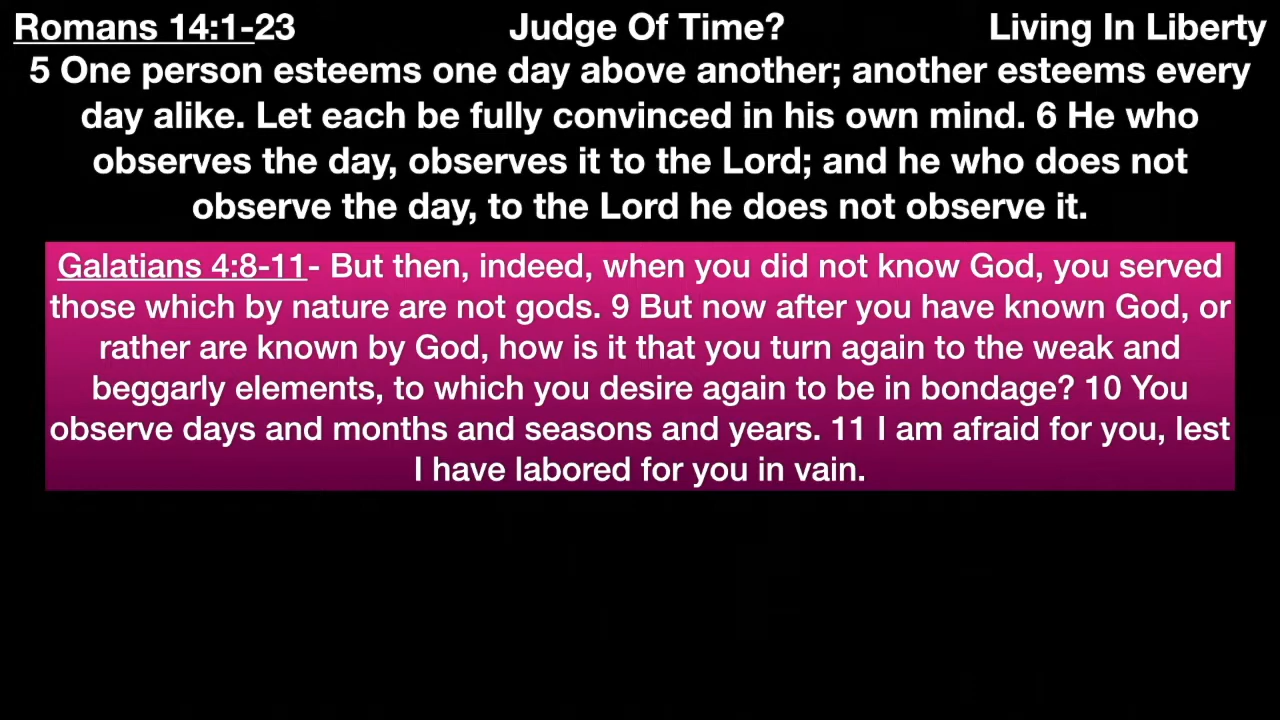 Romans 14:1-23 Judge Of Time? Living In Liberty
5 One person esteems one day above another; another esteems every
day alike. Let each be fully convinced in his own mind. 6 He who
observes the day, observes it to the Lord; and he who does not
observe the day, to the Lord he does not observe it.
Galatians 4:8-11- But then, indeed, when you did not know God, you served
those which by nature are not gods. 9 But now after you have known God, or
rather are known by God, how is it that you turn again to the weak and
beggarly elements, to which you desire again to be in bondage? 10 You
observe days and months and seasons and years. 11 I am afraid for you, lest
I have labored for you in vain.